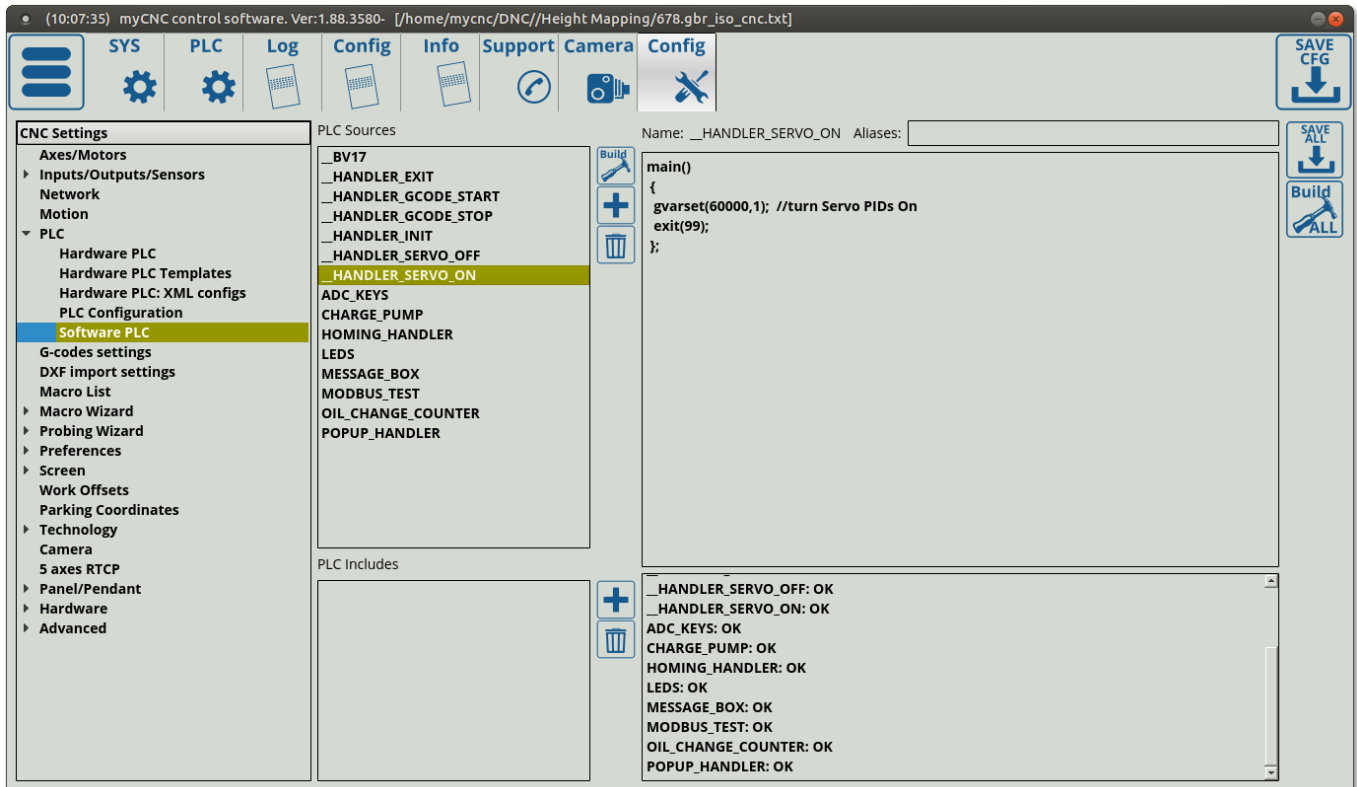 (10:07:35) myCNC control software. Ver:1.88.3580- [/home/mycnc/DNC//Height Mapping/678.gbr_iso_cnc.txt]
SYS PLC Log Config Info Support Camera Config
SAVE CFG
CNC Settings
Axes/Motors
Inputs/Outputs/Sensors
Network
Motion
PLC
Hardware PLC
Hardware PLC Templates
Hardware PLC: XML configs
PLC Configuration
Software PLC
G-codes settings
DXF import settings
Macro List
Macro Wizard
Probing Wizard
Preferences
Screen
Work Offsets
Parking Coordinates
Technology
Camera
5 axes RTCP
Panel/Pendant
Hardware
Advanced
PLC Sources
__BV17
__HANDLER_EXIT
__HANDLER_GCODE_START
__HANDLER_GCODE_STOP
__HANDLER_INIT
__HANDLER_SERVO_OFF
__HANDLER_SERVO_ON
ADC_KEYS
CHARGE_PUMP
HOMING_HANDLER
LEDS
MESSAGE_BOX
MODBUS_TEST
OIL_CHANGE_COUNTER
POPUP_HANDLER
Build
PLC Includes
Name: __HANDLER_SERVO_ON Aliases:
main()
{
gvarset(60000,1); //turn Servo PIDs On
exit(99);
};
__HANDLER_SERVO_OFF: OK
__HANDLER_SERVO_ON: OK
ADC_KEYS: OK
CHARGE_PUMP: OK
HOMING_HANDLER: OK
LEDS: OK
MESSAGE_BOX: OK
MODBUS_TEST: OK
OIL_CHANGE_COUNTER: OK
POPUP_HANDLER: OK
SAVE
ALL
Build
ALL